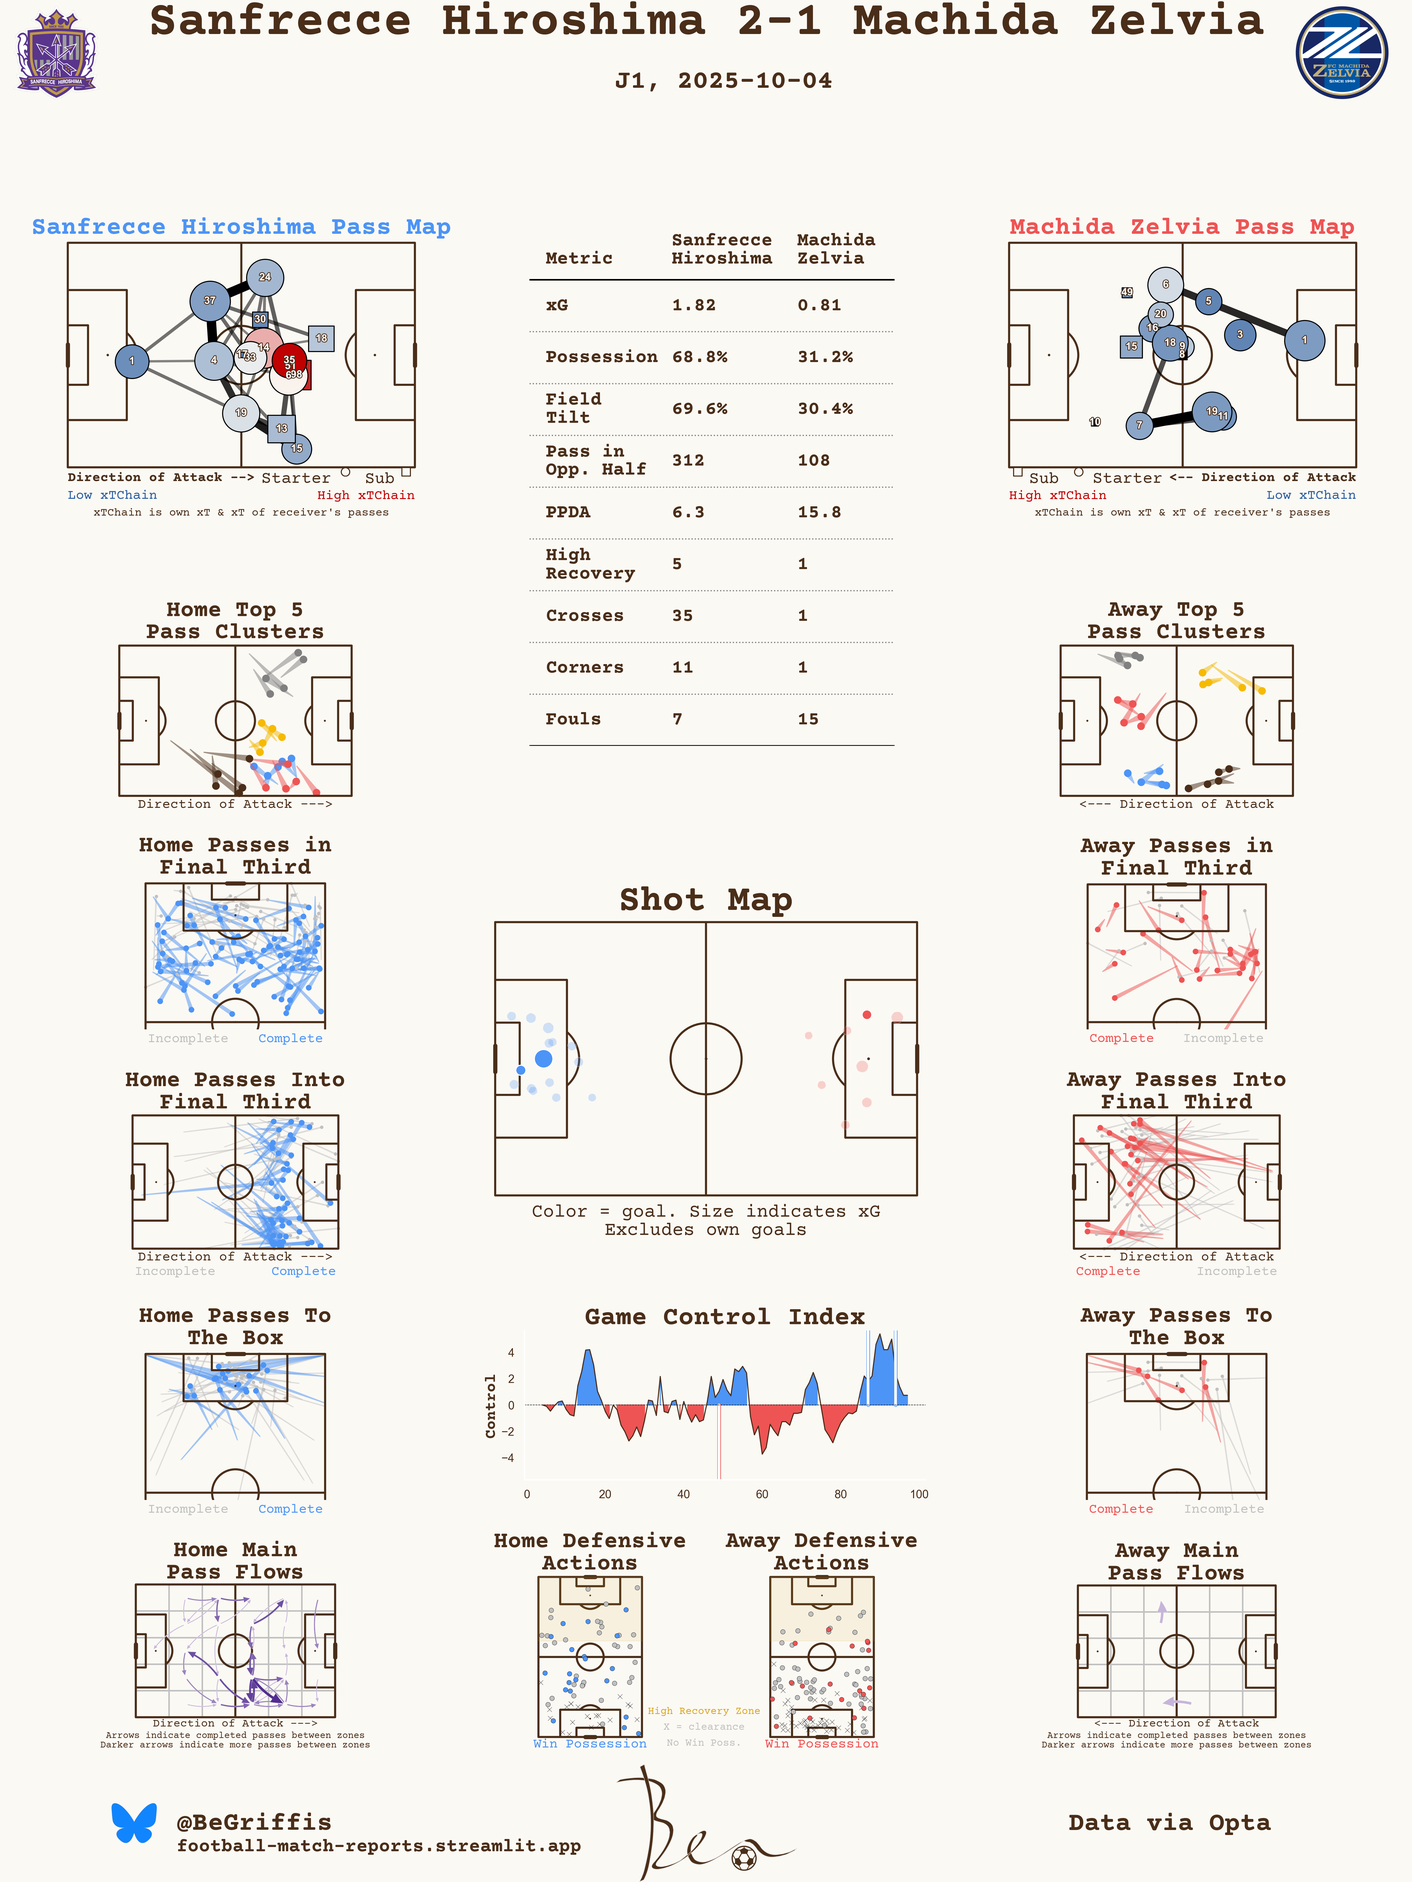 Sanfrecce Hiroshima 2-1 Machida Zelvia
J1, 2025-10-04
SANFRECCE HIROSHIMA
FC MACHIDA
ZELVIA
SINCE 1989
Sanfrecce Hiroshima Pass Map
24
37
30
18
14
17
33
35
1
4
51
98
19
13
15
Direction of Attack --> Starter Sub
Low xTChain High xTChain
xTChain is own xT & xT of receiver's passes
Metric Sanfrecce Hiroshima Machida Zelvia
xG 1.82 0.81
Possession 68.8% 31.2%
Field Tilt 69.6% 30.4%
Pass in Opp. Half 312 108
PPDA 6.3 15.8
High Recovery 5 1
Crosses 35 1
Corners 11 1
Fouls 7 15
Machida Zelvia Pass Map
6
49
5
20
16
3
1
15
18
9
8
10
7
19
11
Sub Starter <-- Direction of Attack
High xTChain Low xTChain
xTChain is own xT & xT of receiver's passes
Home Top 5
Pass Clusters
Direction of Attack --->
Away Top 5
Pass Clusters
<--- Direction of Attack
Home Passes in
Final Third
Incomplete Complete
Away Passes in
Final Third
Complete Incomplete
Shot Map
Color = goal. Size indicates xG
Excludes own goals
Home Passes Into
Final Third
Direction of Attack --->
Incomplete Complete
Away Passes Into
Final Third
<--- Direction of Attack
Complete Incomplete
Home Passes To
The Box
Incomplete Complete
Game Control Index
Control
4
2
0
−2
−4
0 20 40 60 80 100
Away Passes To
The Box
Complete Incomplete
Home Main
Pass Flows
Direction of Attack --->
Arrows indicate completed passes between zones
Darker arrows indicate more passes between zones
Home Defensive
Actions
Win Possession
High Recovery Zone
X = clearance
No Win Poss.
Away Defensive
Actions
Win Possession
Away Main
Pass Flows
<--- Direction of Attack
Arrows indicate completed passes between zones
Darker arrows indicate more passes between zones
@BeGriffis
football-match-reports.streamlit.app
Ben
Data via Opta